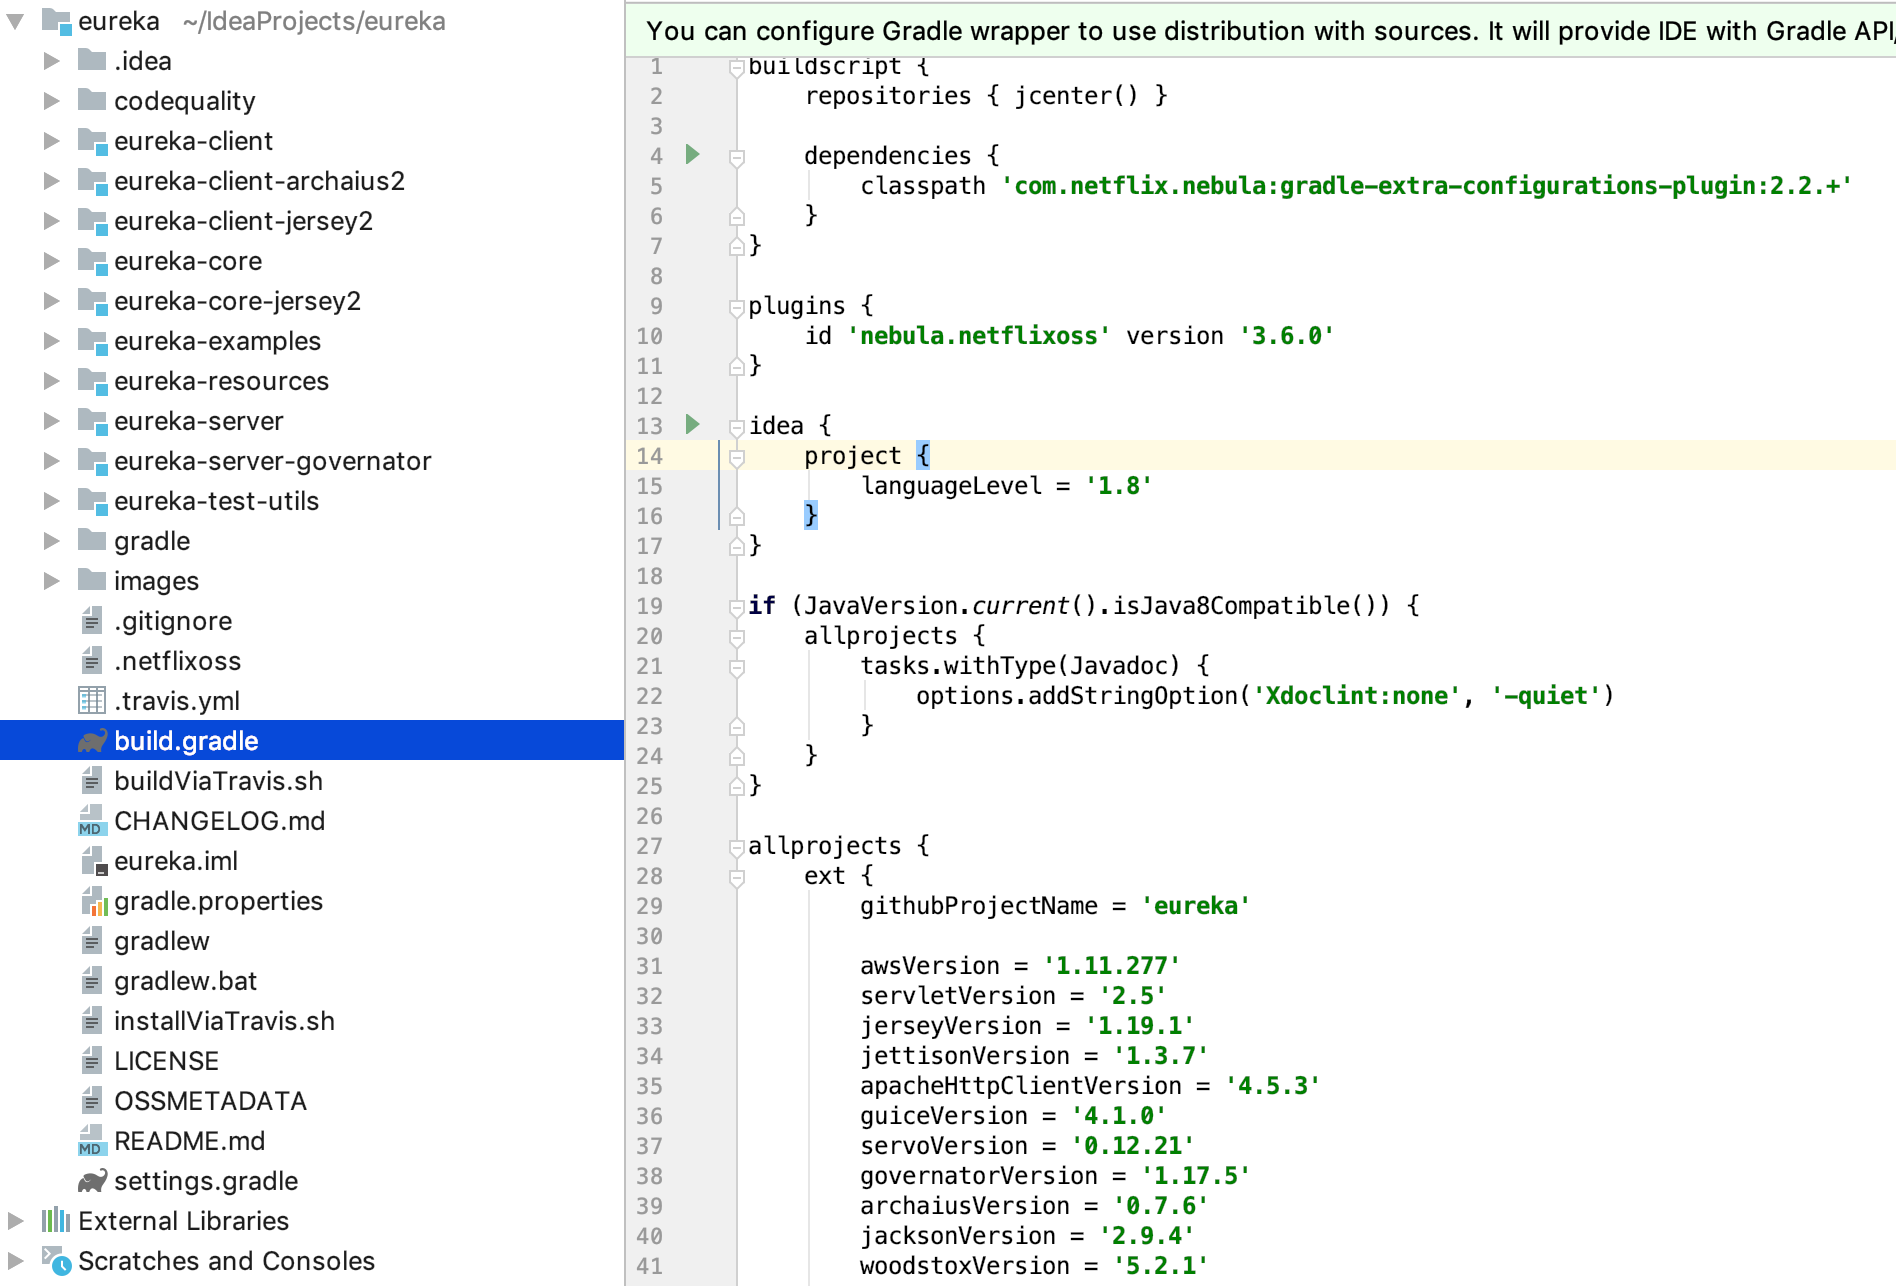 eureka ~/IdeaProjects/eureka
.idea
codequality
eureka-client
eureka-client-archaius2
eureka-client-jersey2
eureka-core
eureka-core-jersey2
eureka-examples
eureka-resources
eureka-server
eureka-server-governator
eureka-test-utils
gradle
images
.gitignore
.netflixoss
.travis.yml
build.gradle
buildViaTravis.sh
MD CHANGELOG.md
eureka.iml
gradle.properties
gradlew
gradlew.bat
installViaTravis.sh
LICENSE
OSSMETADATA
MD README.md
settings.gradle
External Libraries
Scratches and Consoles
You can configure Gradle wrapper to use distribution with sources. It will provide IDE with Gradle API,
1 buildscript {
2     repositories { jcenter() }
3
4     dependencies {
5         classpath 'com.netflix.nebula:gradle-extra-configurations-plugin:2.2.+'
6     }
7 }
8
9 plugins {
10     id 'nebula.netflixoss' version '3.6.0'
11 }
12
13 idea {
14     project {
15         languageLevel = '1.8'
16     }
17 }
18
19 if (JavaVersion.current().isJava8Compatible()) {
20     allprojects {
21         tasks.withType(Javadoc) {
22             options.addStringOption('Xdoclint:none', '-quiet')
23         }
24     }
25 }
26
27 allprojects {
28     ext {
29         githubProjectName = 'eureka'
30
31         awsVersion = '1.11.277'
32         servletVersion = '2.5'
33         jerseyVersion = '1.19.1'
34         jettisonVersion = '1.3.7'
35         apacheHttpClientVersion = '4.5.3'
36         guiceVersion = '4.1.0'
37         servoVersion = '0.12.21'
38         governatorVersion = '1.17.5'
39         archaiusVersion = '0.7.6'
40         jacksonVersion = '2.9.4'
41         woodstoxVersion = '5.2.1'